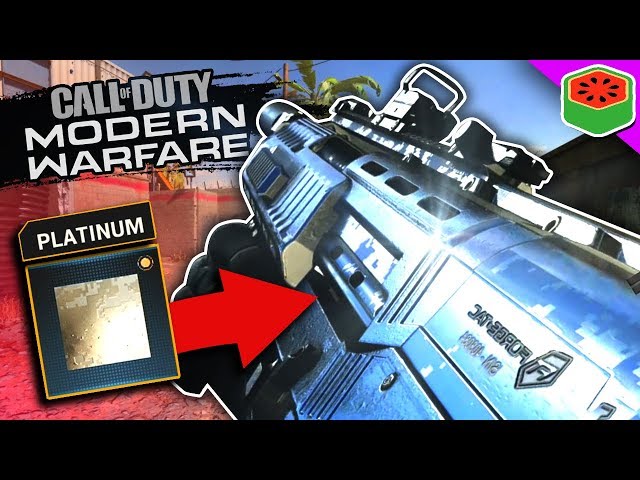 CALL OF DUTY
MODERN
WARFARE
PLATINUM
FORGE TAC